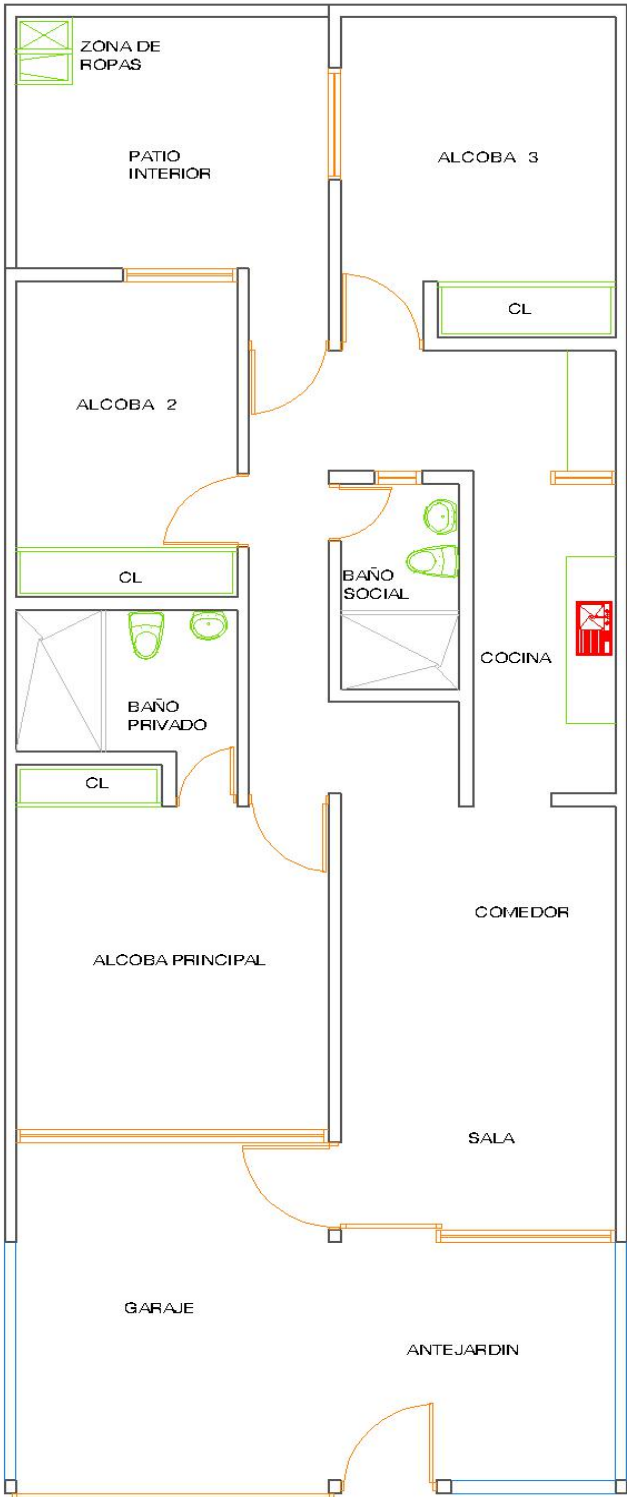 ZONA DE
ROPAS
PATIO
INTERIOR
ALCOBA 3
CL
ALCOBA 2
CL
BAÑO
SOCIAL
COCINA
BAÑO
PRIVADO
CL
COMEDOR
ALCOBA PRINCIPAL
SALA
GARAJE
ANTEJARDIN